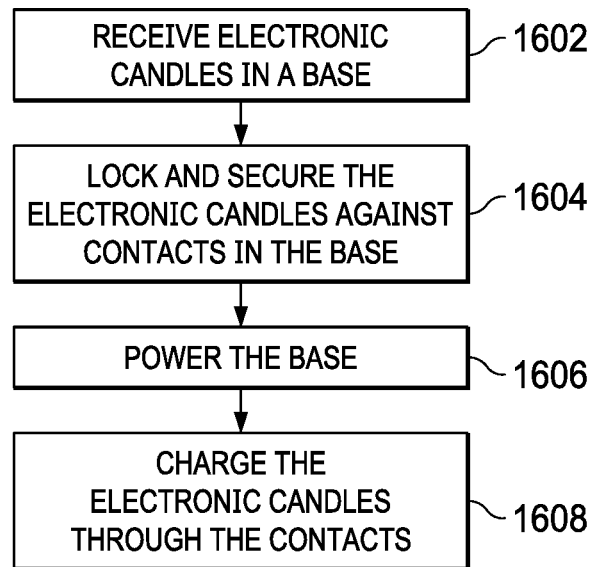 RECEIVE ELECTRONIC
CANDLES IN A BASE
1602
LOCK AND SECURE THE
ELECTRONIC CANDLES AGAINST
CONTACTS IN THE BASE
1604
POWER THE BASE
1606
CHARGE THE
ELECTRONIC CANDLES
THROUGH THE CONTACTS
1608